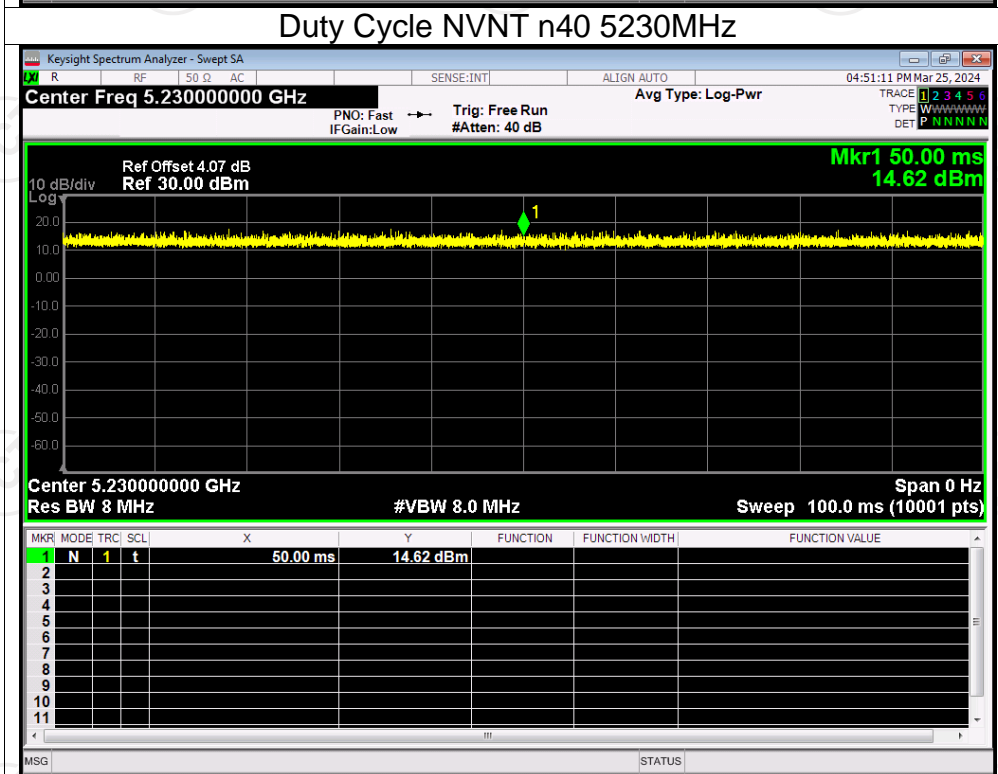 Duty Cycle NVNT n40 5230MHz
Keysight Spectrum Analyzer - Swept SA
LXI R RF 50 Ω AC SENSE:INT ALIGN AUTO 04:51:11 PM Mar 25, 2024
Center Freq 5.230000000 GHz Avg Type: Log-Pwr TRACE 1 2 3 4 5 6
PNO: Fast Trig: Free Run TYPE WWWWWW
IFGain:Low #Atten: 40 dB DET P N N N N N
Mkr1 50.00 ms
Ref Offset 4.07 dB
10 dB/div Ref 30.00 dBm 14.62 dBm
Log
1
20.0
10.0
0.00
-10.0
-20.0
-30.0
-40.0
-50.0
-60.0
Center 5.230000000 GHz Span 0 Hz
Res BW 8 MHz #VBW 8.0 MHz Sweep 100.0 ms (10001 pts)
MKR MODE TRC SCL X Y FUNCTION FUNCTION WIDTH FUNCTION VALUE
1 N 1 t 50.00 ms 14.62 dBm
2
3
4
5
6
7
8
9
10
11
MSG STATUS